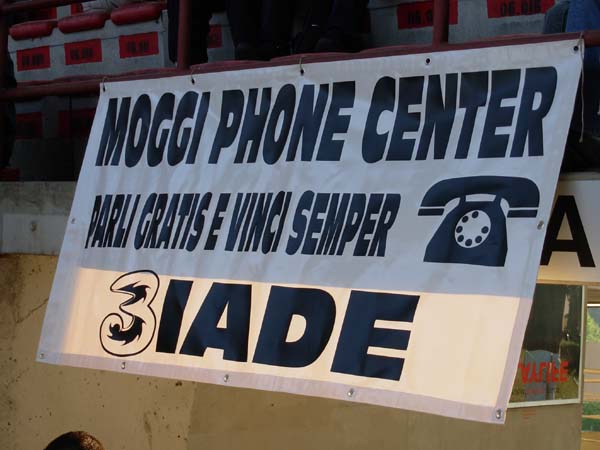 MOGGI PHONE CENTER
PARLI GRATIS E VINCI SEMPER
3IADE
A